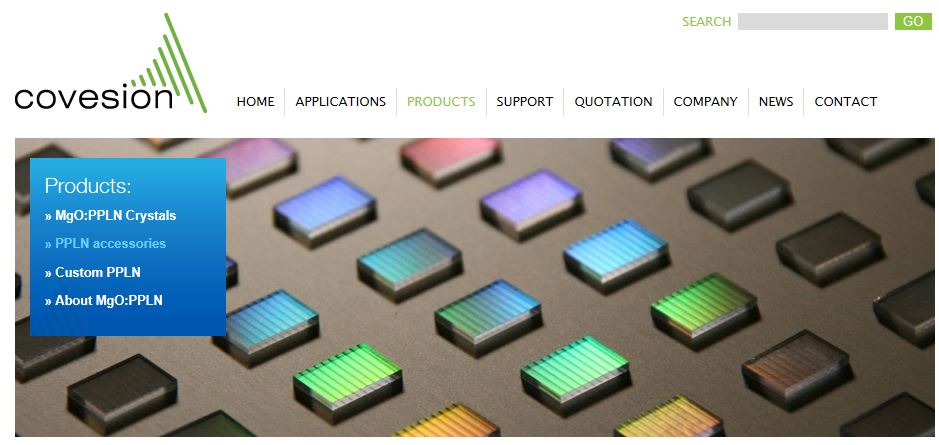 SEARCH GO
covesion
HOME APPLICATIONS PRODUCTS SUPPORT QUOTATION COMPANY NEWS CONTACT
Products:
» MgO:PPLN Crystals
» PPLN accessories
» Custom PPLN
» About MgO:PPLN